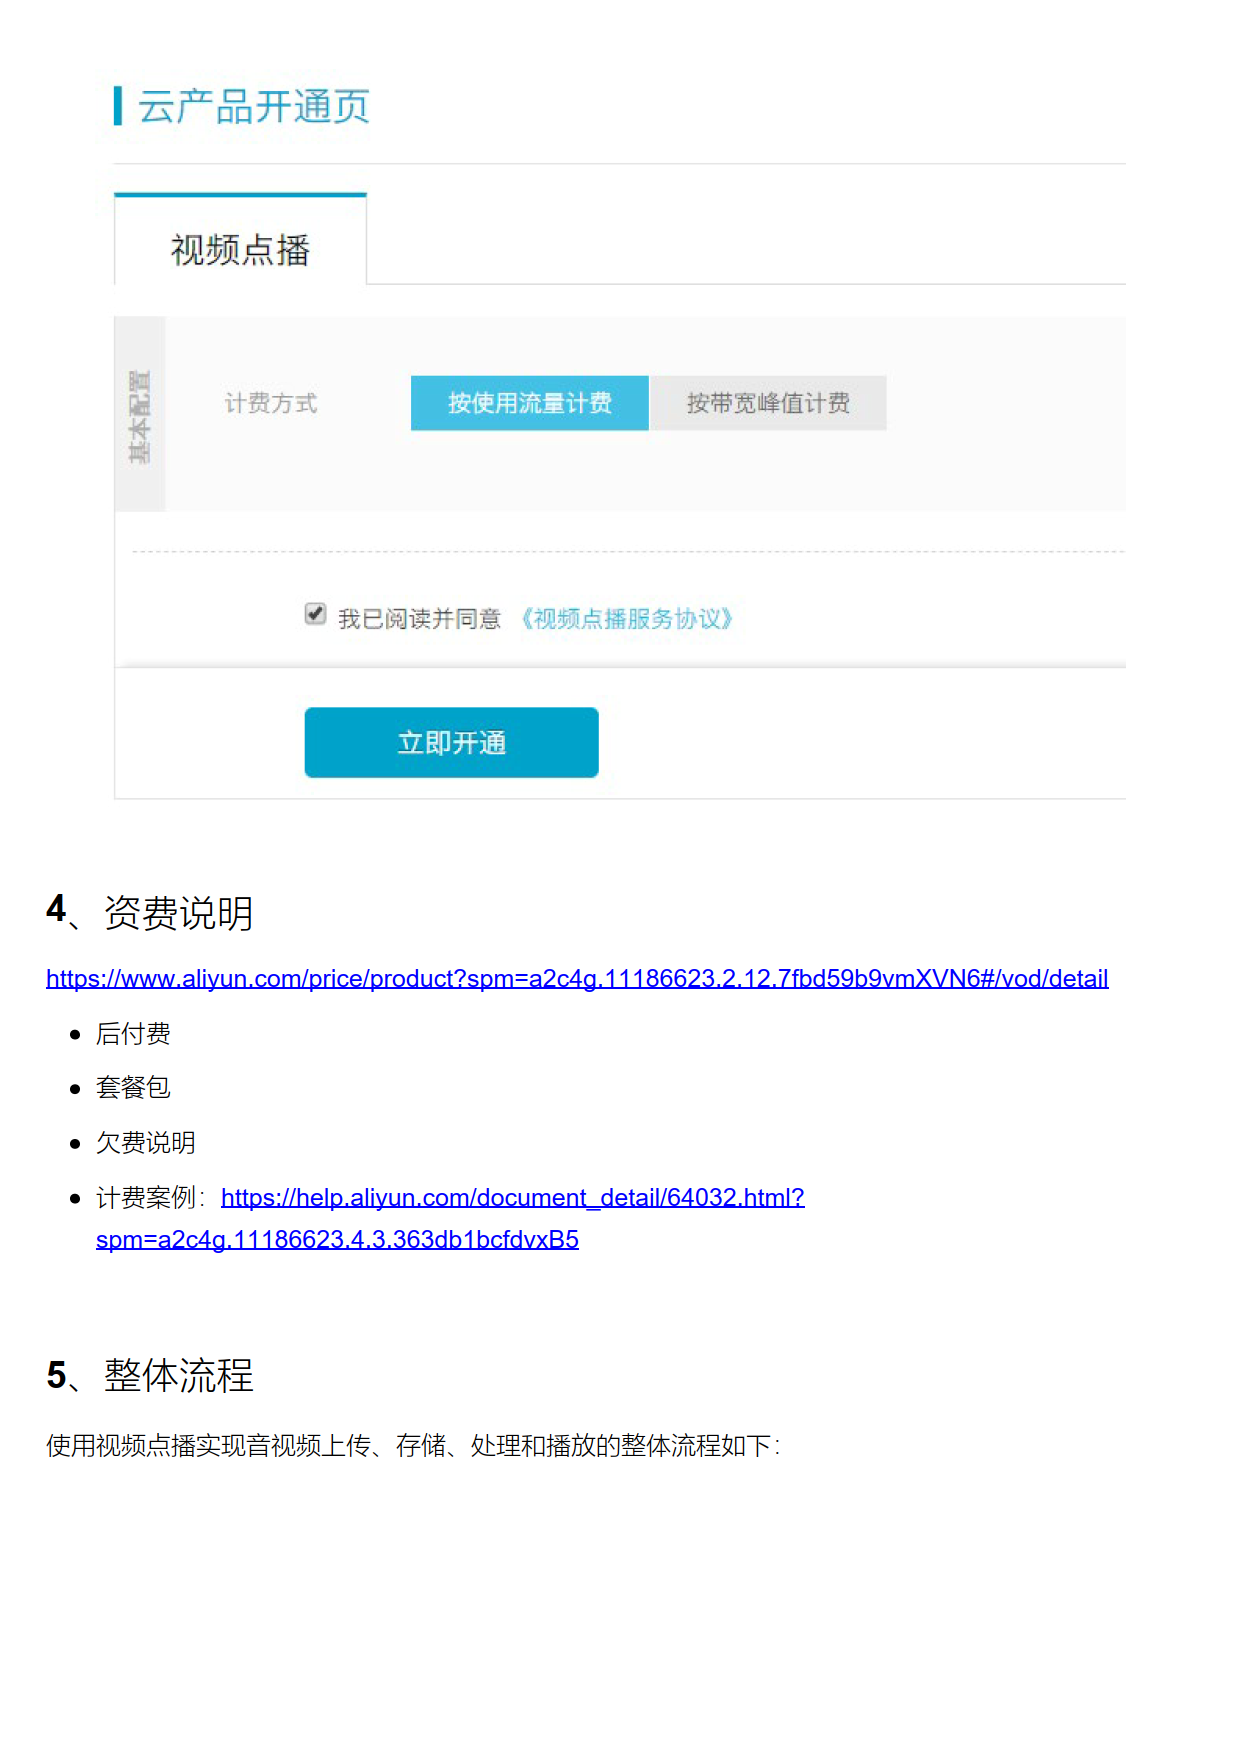 云产品开通页
视频点播
基本配置
计费方式 按使用流量计费 按带宽峰值计费
我已阅读并同意 《视频点播服务协议》
立即开通
4、资费说明
https://www.aliyun.com/price/product?spm=a2c4g.11186623.2.12.7fbd59b9vmXVN6#/vod/detail
后付费
套餐包
欠费说明
计费案例：https://help.aliyun.com/document_detail/64032.html?
spm=a2c4g.11186623.4.3.363db1bcfdvxB5
5、整体流程
使用视频点播实现音视频上传、存储、处理和播放的整体流程如下：